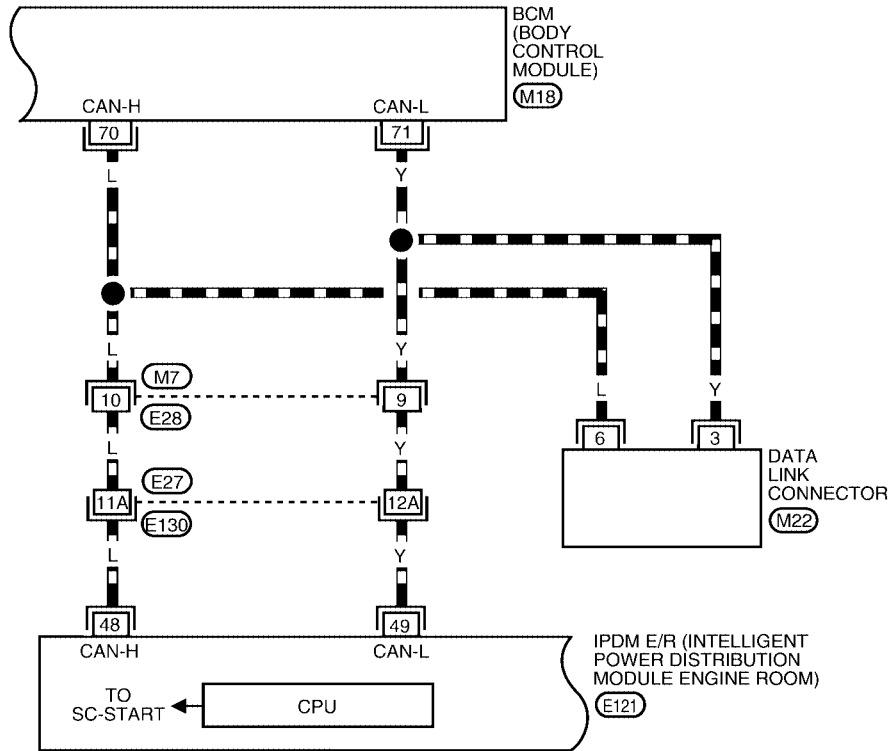 BCM
(BODY
CONTROL
MODULE)
M18
CAN-H
CAN-L
70
71
L
Y
L
Y
M7
10
9
E28
L
Y
6
3
L
Y
DATA
LINK
CONNECTOR
M22
E27
11A
12A
E130
L
Y
48
49
CAN-H
CAN-L
IPDM E/R (INTELLIGENT
POWER DISTRIBUTION
MODULE ENGINE ROOM)
E121
TO
SC-START
CPU